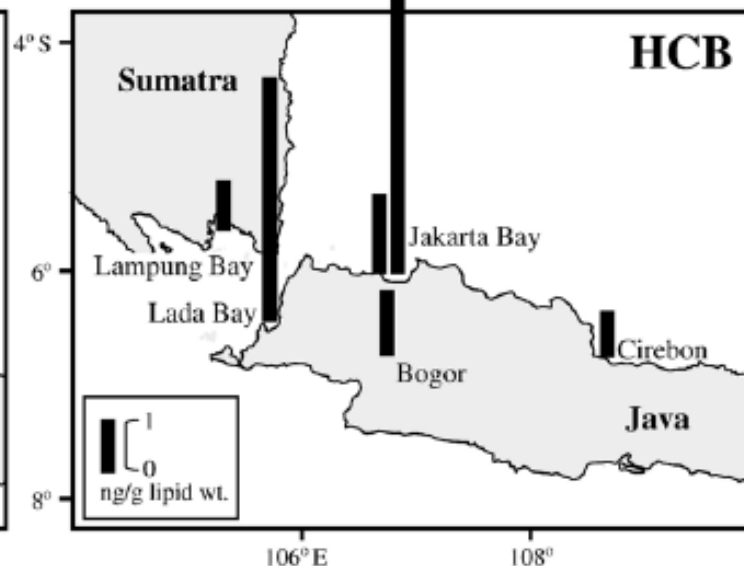 4° S
HCB
Sumatra
Jakarta Bay
6°
Lampung Bay
Lada Bay
Cirebon
Bogor
Java
1
0
ng/g lipid wt.
8°
106° E
108°